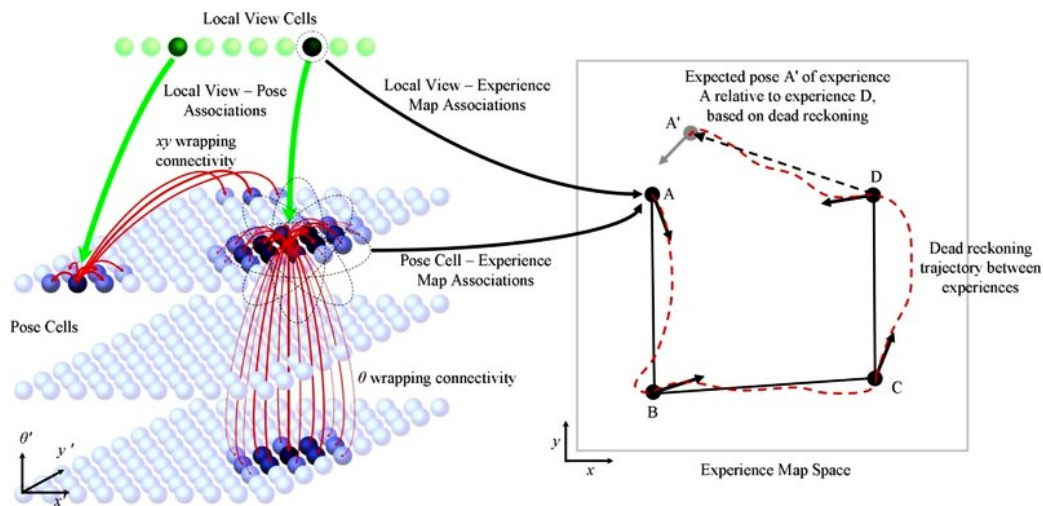 Local View Cells
Local View – Pose
Associations
Local View – Experience
Map Associations
xy wrapping
connectivity
Pose Cell – Experience
Map Associations
Pose Cells
θ wrapping connectivity
θ'
y'
x'
Expected pose A' of experience
A relative to experience D,
based on dead reckoning
A'
A
D
Dead reckoning
trajectory between
experiences
B
C
y
x
Experience Map Space